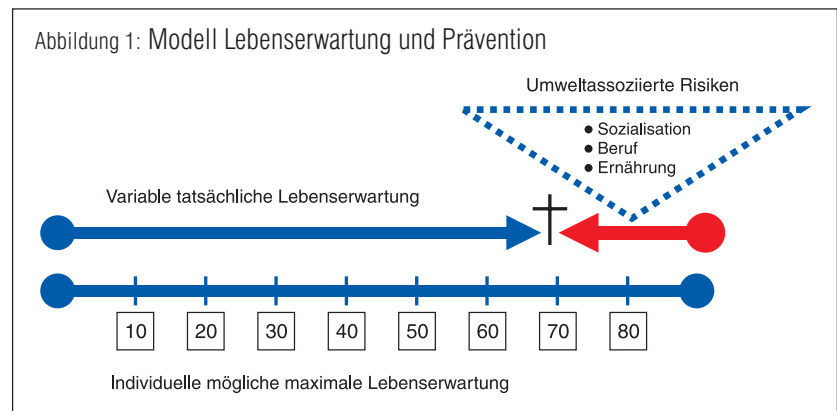 Abbildung 1: Modell Lebenserwartung und Prävention
Umweltassoziierte Risiken
● Sozialisation
● Beruf
● Ernährung
Variable tatsächliche Lebenserwartung
10 20 30 40 50 60 70 80
Individuelle mögliche maximale Lebenserwartung